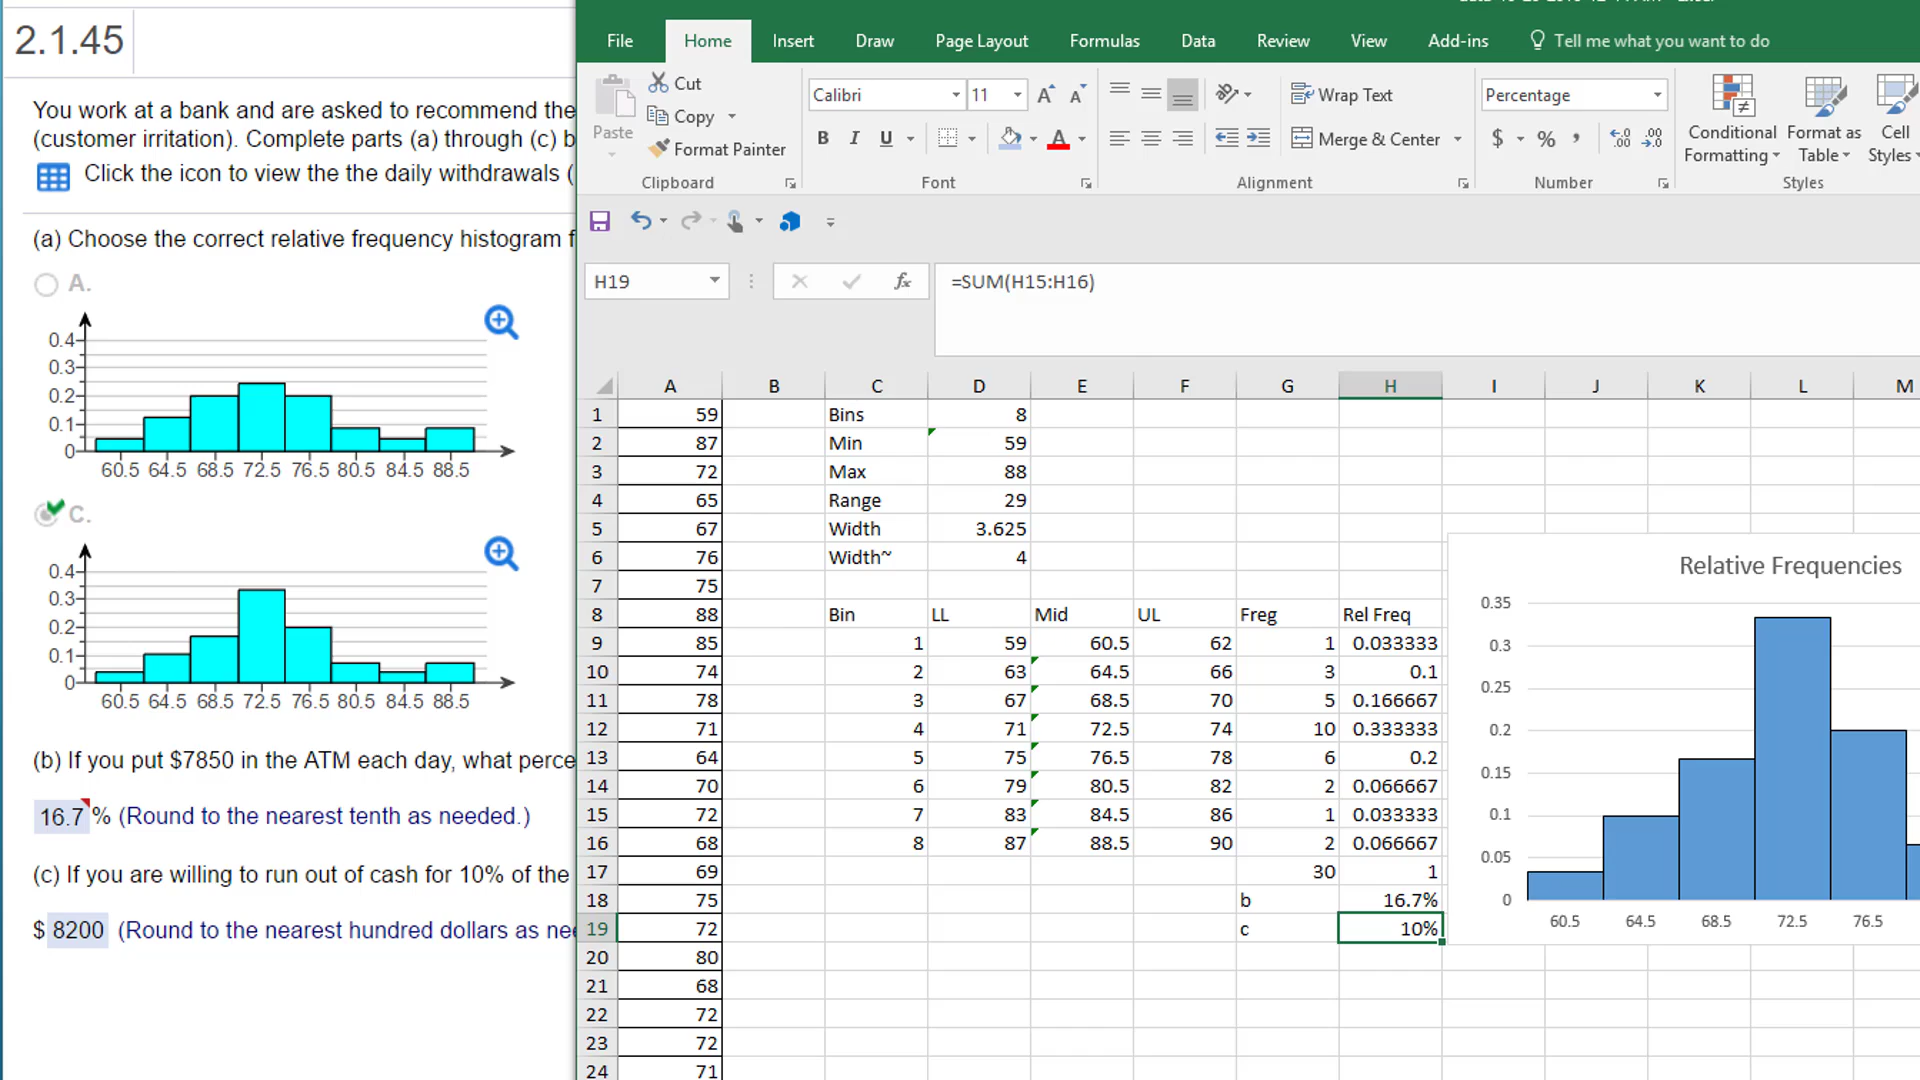 2.1.45
You work at a bank and are asked to recommend the
(customer irritation). Complete parts (a) through (c) b
Click the icon to view the the daily withdrawals (
(a) Choose the correct relative frequency histogram f
A.
0.4
0.3
0.2
0.1
0
60.5 64.5 68.5 72.5 76.5 80.5 84.5 88.5
C.
0.4
0.3
0.2
0.1
0
60.5 64.5 68.5 72.5 76.5 80.5 84.5 88.5
(b) If you put $7850 in the ATM each day, what perce
16.7 % (Round to the nearest tenth as needed.)
(c) If you are willing to run out of cash for 10% of the
$ 8200 (Round to the nearest hundred dollars as nee
File Home Insert Draw Page Layout Formulas Data Review View Add-ins Tell me what you want to do
Paste
Cut
Copy
Format Painter
Clipboard
Calibri 11
B I U
Font
Wrap Text
Merge & Center
Alignment
Percentage
$ % ,
Number
Conditional Formatting
Format as Table
Cell Styles
Styles
H19 fx =SUM(H15:H16)
A B C D E F G H I J K L M
1 59 Bins 8
2 87 Min 59
3 72 Max 88
4 65 Range 29
5 67 Width 3.625
6 76 Width~ 4
7 75
8 88 Bin LL Mid UL Freg Rel Freq
9 85 1 59 60.5 62 1 0.033333
10 74 2 63 64.5 66 3 0.1
11 78 3 67 68.5 70 5 0.166667
12 71 4 71 72.5 74 10 0.333333
13 64 5 75 76.5 78 6 0.2
14 70 6 79 80.5 82 2 0.066667
15 72 7 83 84.5 86 1 0.033333
16 68 8 87 88.5 90 2 0.066667
17 69 30 1
18 75 b 16.7%
19 72 c 10%
20 80
21 68
22 72
23 72
24 71
Relative Frequencies
0.35
0.3
0.25
0.2
0.15
0.1
0.05
0
60.5 64.5 68.5 72.5 76.5